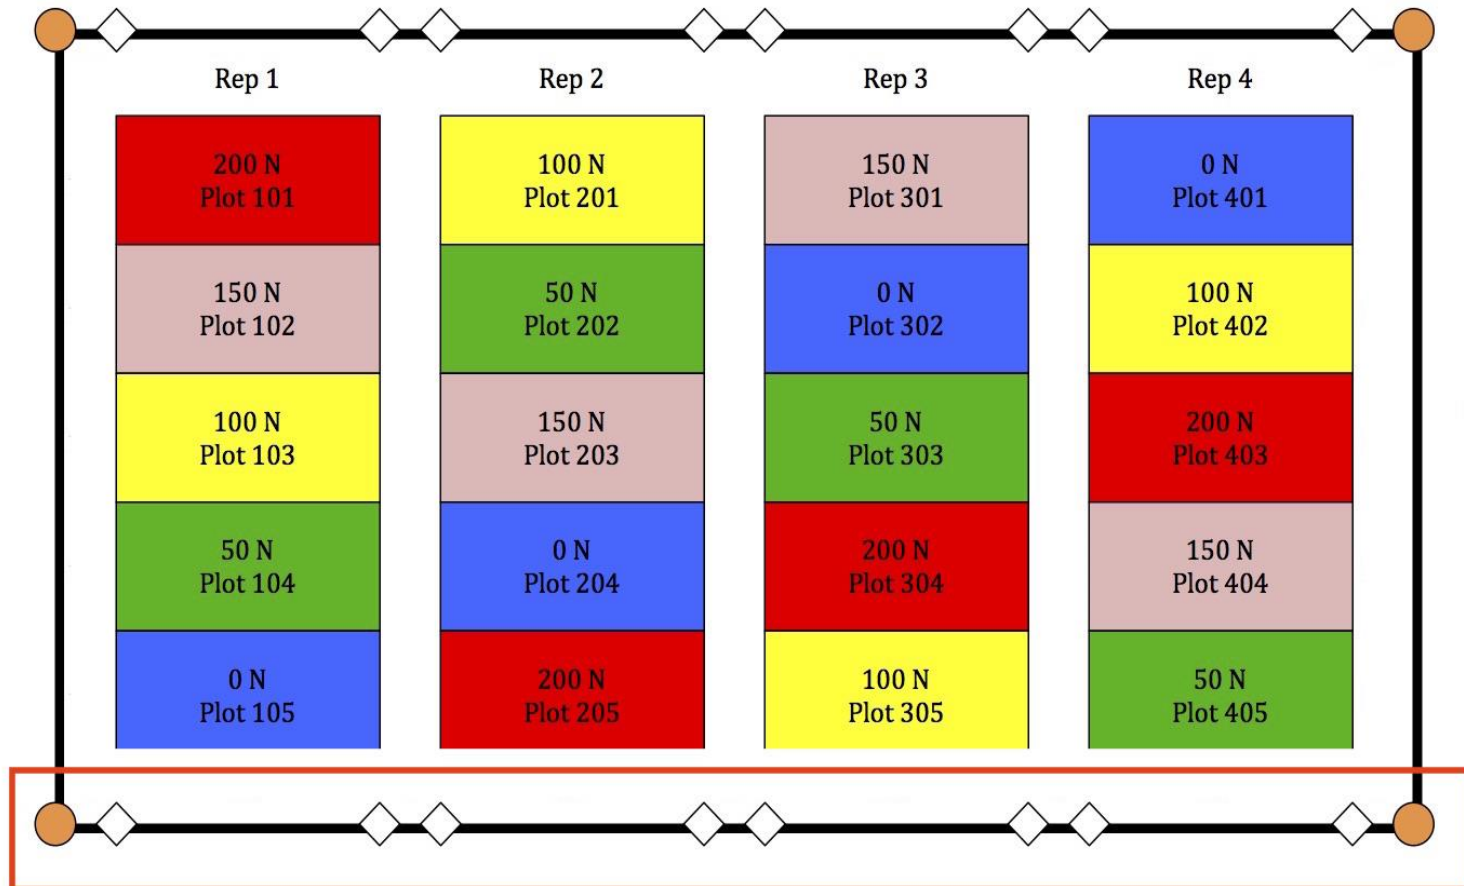 Rep 1
Rep 2
Rep 3
Rep 4
200 N
Plot 101
100 N
Plot 201
150 N
Plot 301
0 N
Plot 401
150 N
Plot 102
50 N
Plot 202
0 N
Plot 302
100 N
Plot 402
100 N
Plot 103
150 N
Plot 203
50 N
Plot 303
200 N
Plot 403
50 N
Plot 104
0 N
Plot 204
200 N
Plot 304
150 N
Plot 404
0 N
Plot 105
200 N
Plot 205
100 N
Plot 305
50 N
Plot 405